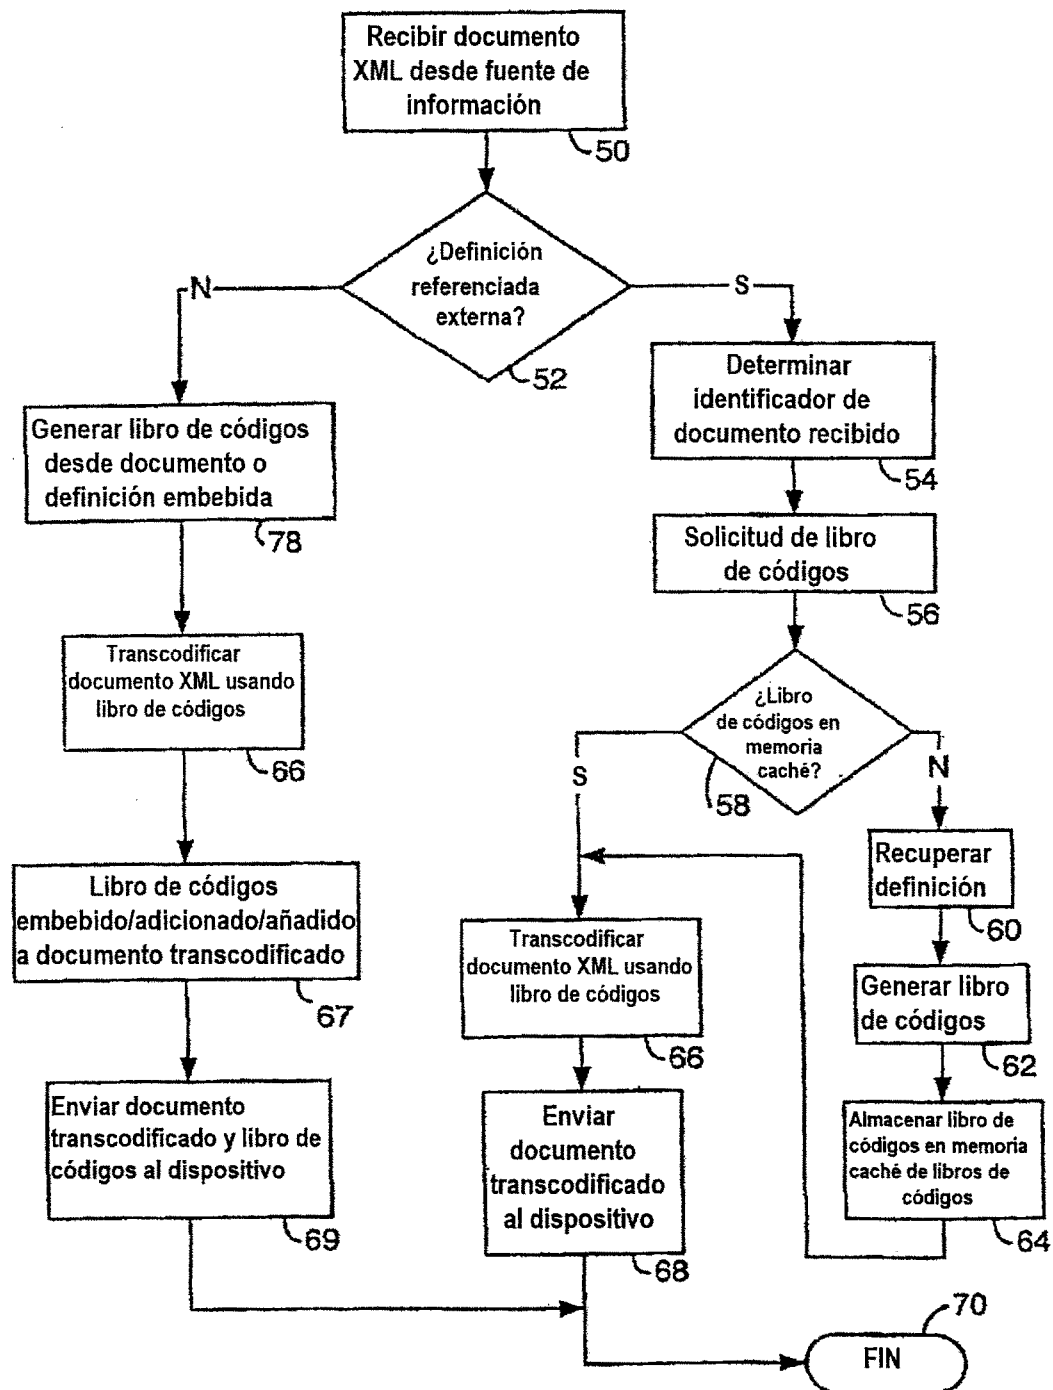 Recibir documento
XML desde fuente de
información
50
¿Definición
referenciada
externa?
52
N
S
Generar libro de códigos
desde documento o
definición embebida
78
Transcodificar
documento XML usando
libro de códigos
66
Libro de códigos
embebido/adicionado/añadido
a documento transcodificado
67
Enviar documento
transcodificado y libro de
códigos al dispositivo
69
Determinar
identificador de
documento recibido
54
Solicitud de libro
de códigos
56
¿Libro
de códigos en
memoria
caché?
58
S
N
Transcodificar
documento XML usando
libro de códigos
66
Enviar
documento
transcodificado
al dispositivo
68
Recuperar
definición
60
Generar libro
de códigos
62
Almacenar libro de
códigos en memoria
caché de libros de
códigos
64
70
FIN